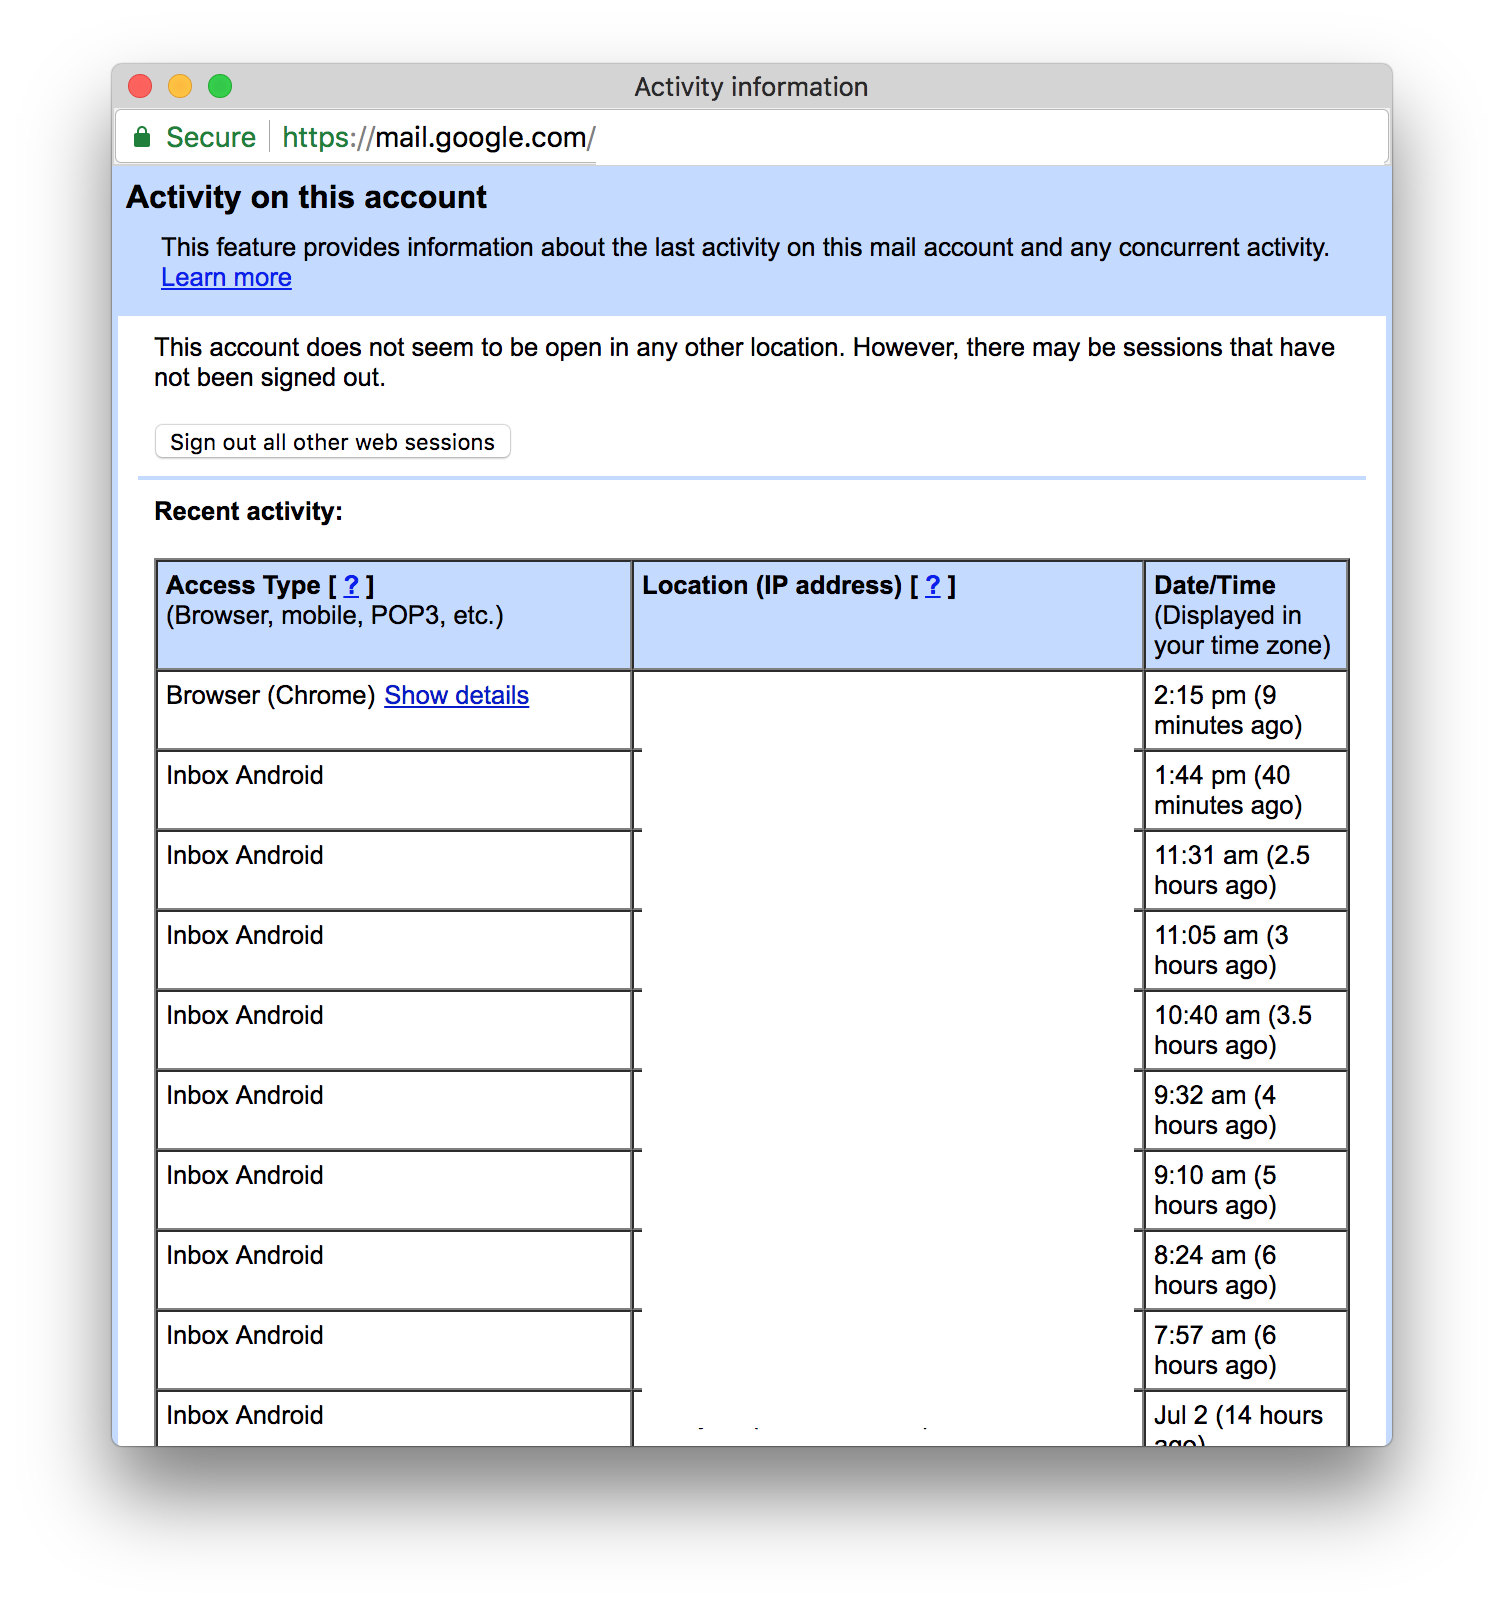 Activity information
Secure https://mail.google.com/
Activity on this account
This feature provides information about the last activity on this mail account and any concurrent activity.
Learn more
This account does not seem to be open in any other location. However, there may be sessions that have
not been signed out.
Sign out all other web sessions
Recent activity:
Access Type [ ? ]
(Browser, mobile, POP3, etc.)
Location (IP address) [ ? ]
Date/Time
(Displayed in
your time zone)
Browser (Chrome) Show details
2:15 pm (9
minutes ago)
Inbox Android
1:44 pm (40
minutes ago)
Inbox Android
11:31 am (2.5
hours ago)
Inbox Android
11:05 am (3
hours ago)
Inbox Android
10:40 am (3.5
hours ago)
Inbox Android
9:32 am (4
hours ago)
Inbox Android
9:10 am (5
hours ago)
Inbox Android
8:24 am (6
hours ago)
Inbox Android
7:57 am (6
hours ago)
Inbox Android
Jul 2 (14 hours
ago)